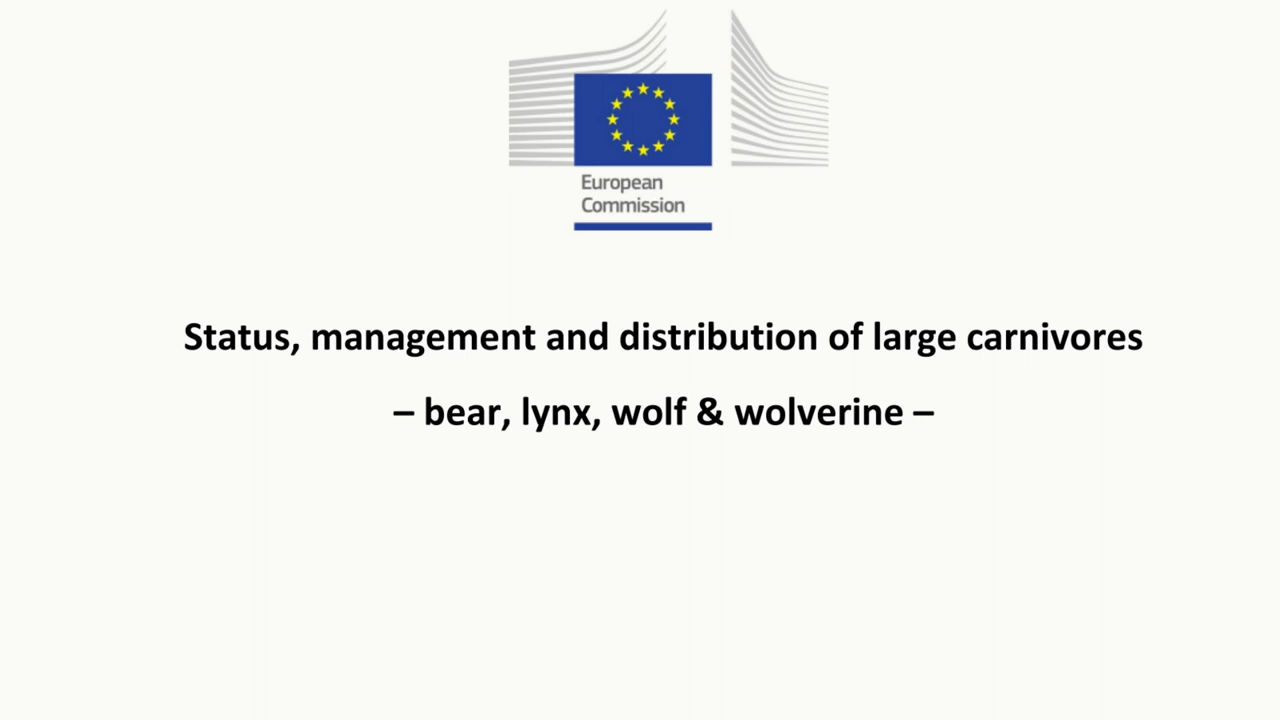 European
Commission
Status, management and distribution of large carnivores
– bear, lynx, wolf & wolverine –